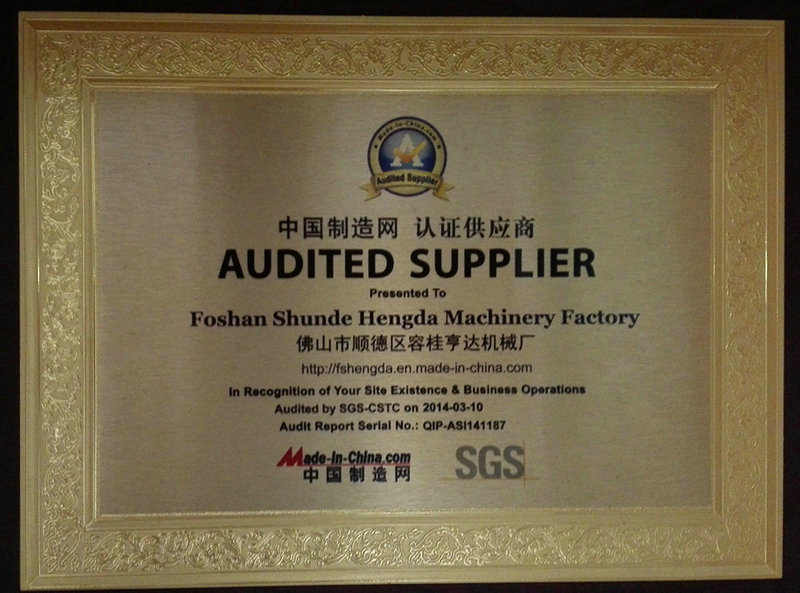 Made-in-China.com
Audited Supplier
中国制造网 认证供应商
AUDITED SUPPLIER
Presented To
Foshan Shunde Hengda Machinery Factory
佛山市顺德区容桂亨达机械厂
http://fshengda.en.made-in-china.com
In Recognition of Your Site Existence & Business Operations
Audited by SGS-CSTC on 2014-03-10
Audit Report Serial No.: QIP-ASI141187
Made-in-China.com
中国制造网
SGS